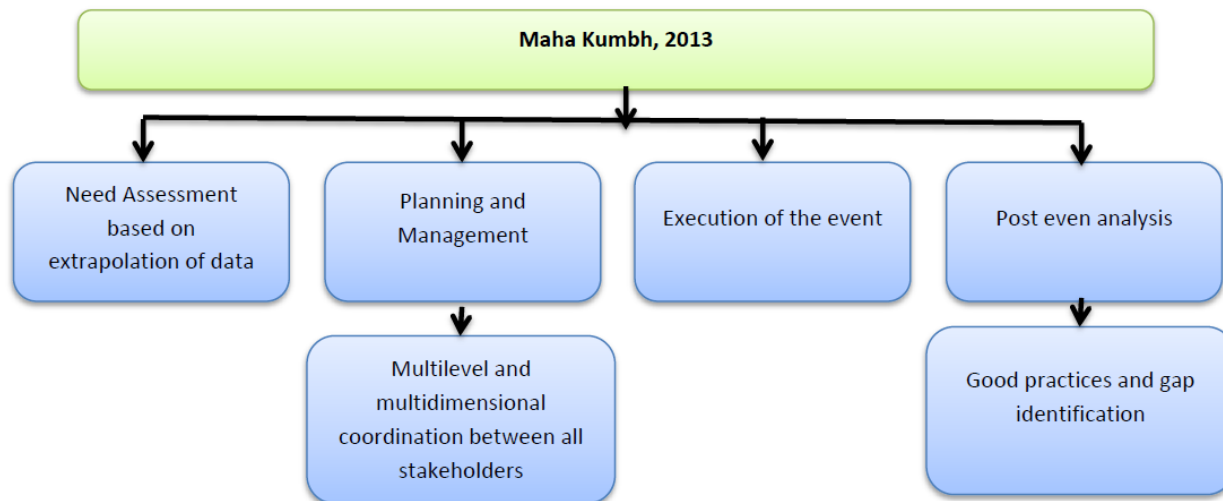 Maha Kumbh, 2013
Need Assessment
based on
extrapolation of data
Planning and
Management
Execution of the event
Post even analysis
Multilevel and
multidimensional
coordination between all
stakeholders
Good practices and gap
identification